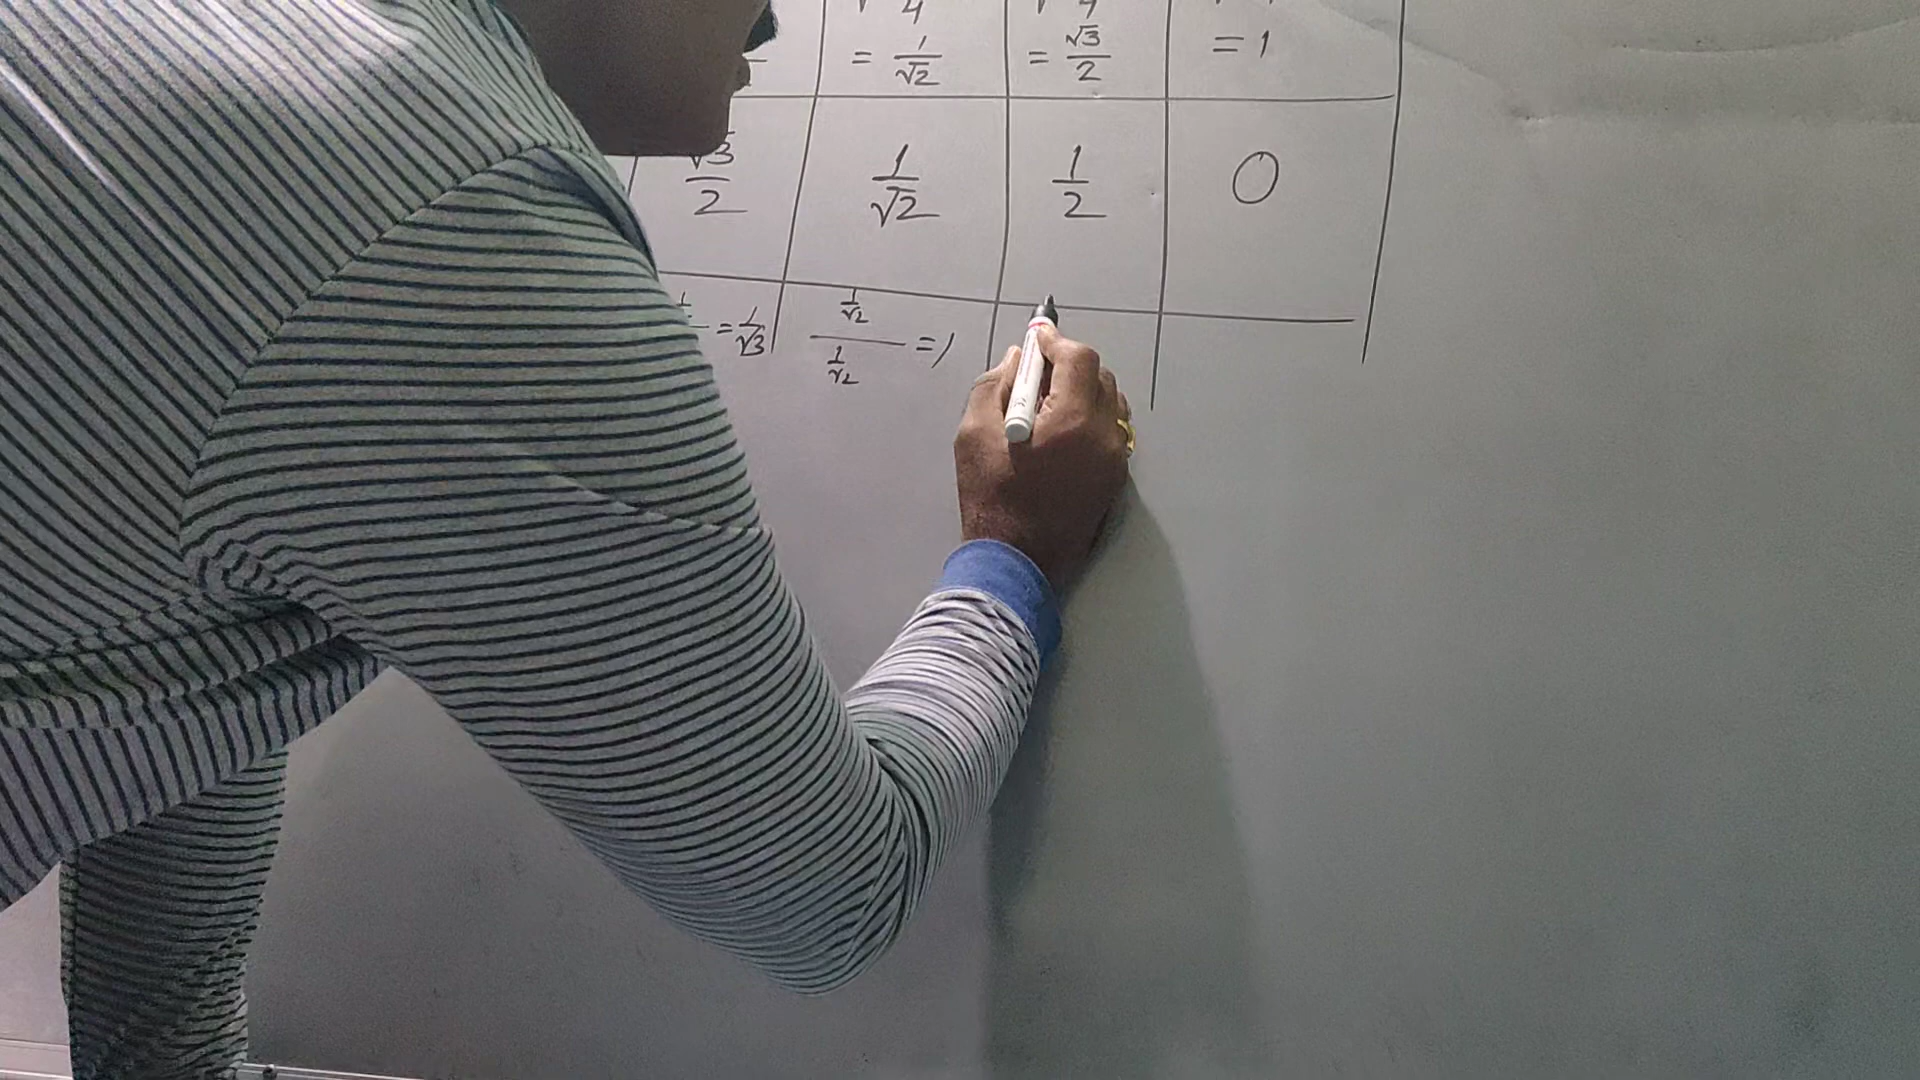 = 1/√2 = √3/2 = 1
√3/2 1/√2 1/2 0
= 1/√3 (1/√2)/(1/√2) = 1